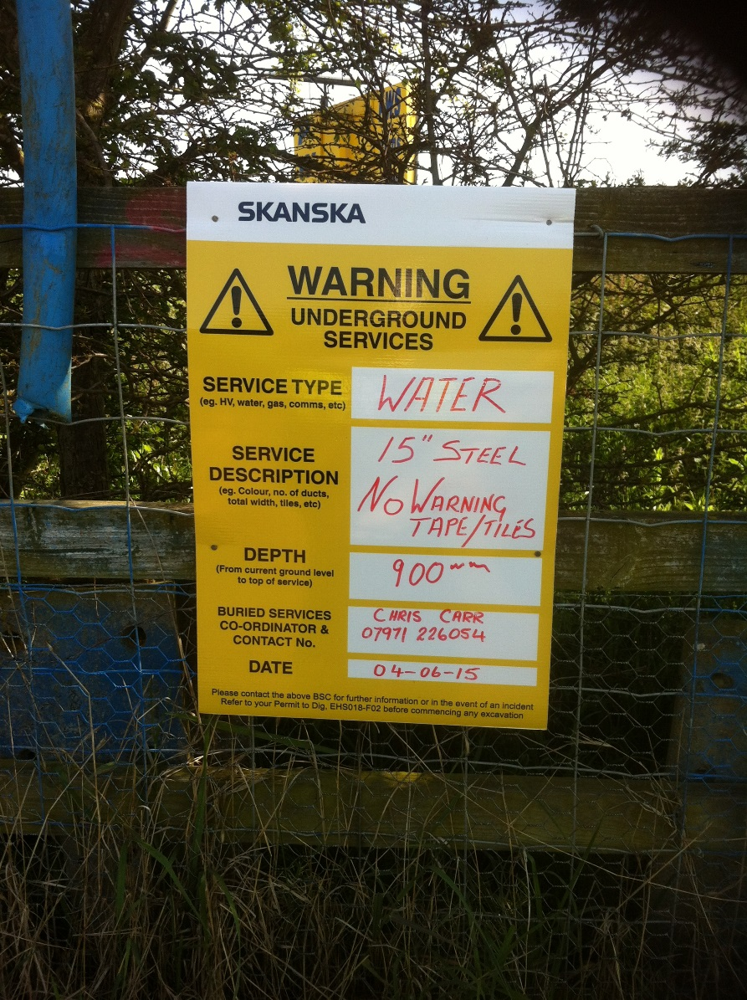 AWS
SKANSKA
WARNING
UNDERGROUND
SERVICES
SERVICE TYPE
(eg. HV, water, gas, comms, etc)
WATER
SERVICE
DESCRIPTION
(eg. Colour, no. of ducts,
total width, tiles, etc)
15" STEEL
NO WARNING
TAPE/TILES
DEPTH
(From current ground level
to top of service)
900mm
BURIED SERVICES
CO-ORDINATOR &
CONTACT No.
CHRIS CARR
07971 226054
DATE
04-06-15
Please contact the above BSC for further information or in the event of an incident
Refer to your Permit to Dig. EHS018-F02 before commencing any excavation